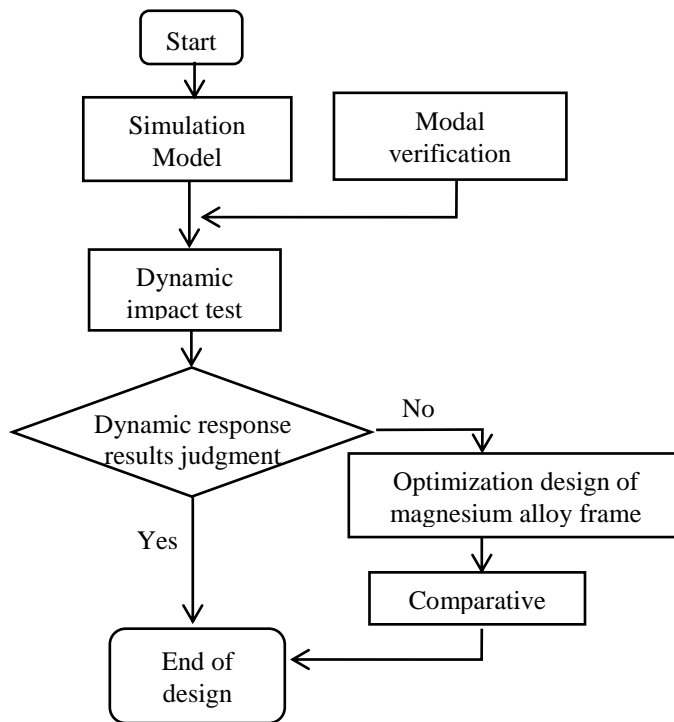 Start
Simulation
Model
Modal
verification
Dynamic
impact test
Dynamic response
results judgment
No
Optimization design of
magnesium alloy frame
Yes
Comparative
End of
design